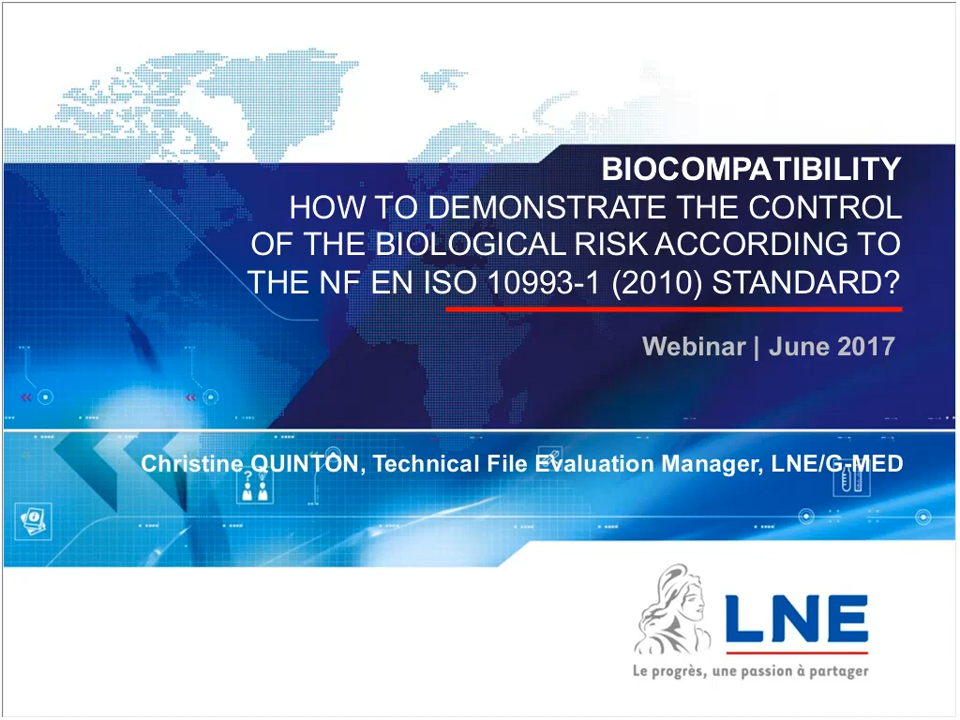 BIOCOMPATIBILITY
HOW TO DEMONSTRATE THE CONTROL
OF THE BIOLOGICAL RISK ACCORDING TO
THE NF EN ISO 10993-1 (2010) STANDARD?
Webinar | June 2017
Christine QUINTON, Technical File Evaluation Manager, LNE/G-MED
LNE
Le progrès, une passion à partager